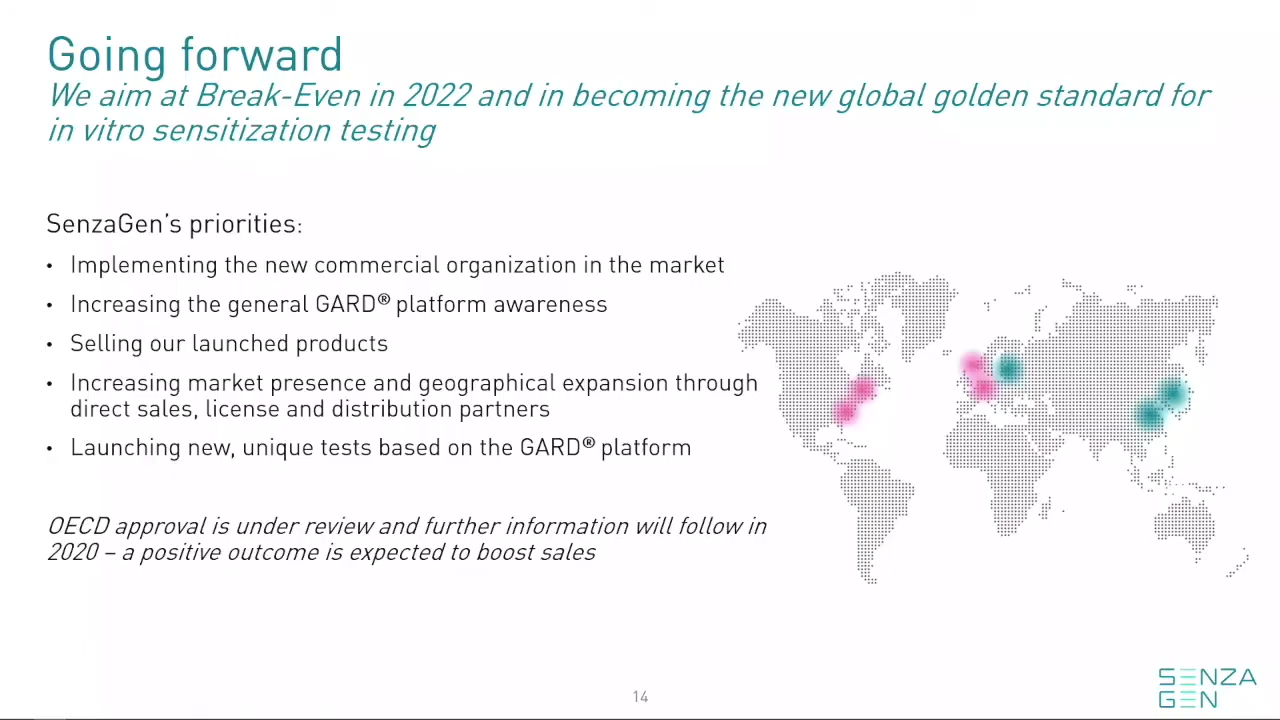 Going forward
We aim at Break-Even in 2022 and in becoming the new global golden standard for
in vitro sensitization testing
SenzaGen's priorities:
• Implementing the new commercial organization in the market
• Increasing the general GARD® platform awareness
• Selling our launched products
• Increasing market presence and geographical expansion through
direct sales, license and distribution partners
• Launching new, unique tests based on the GARD® platform
OECD approval is under review and further information will follow in
2020 – a positive outcome is expected to boost sales
14
SENZA
GEN